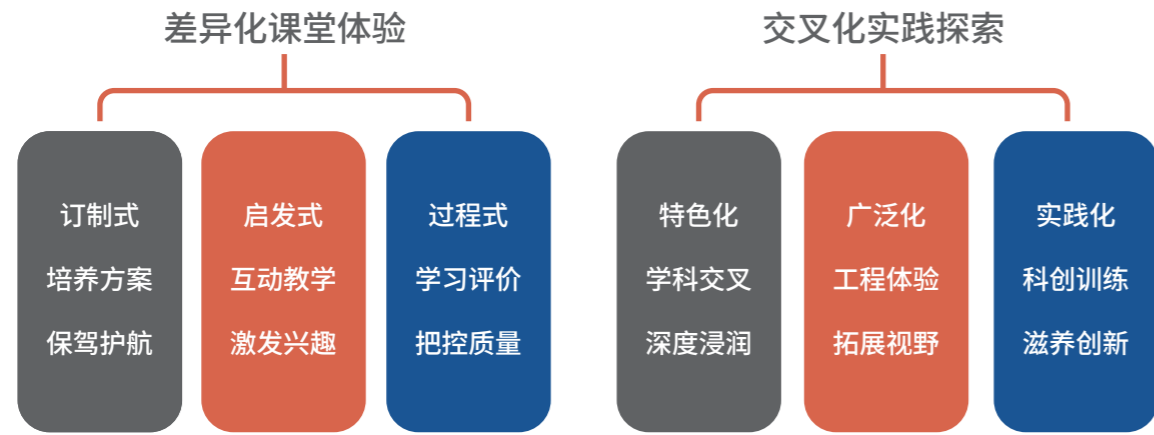 差异化课堂体验
订制式
培养方案
保驾护航
启发式
互动教学
激发兴趣
过程式
学习评价
把控质量
交叉化实践探索
特色化
学科交叉
深度浸润
广泛化
工程体验
拓展视野
实践化
科创训练
滋养创新